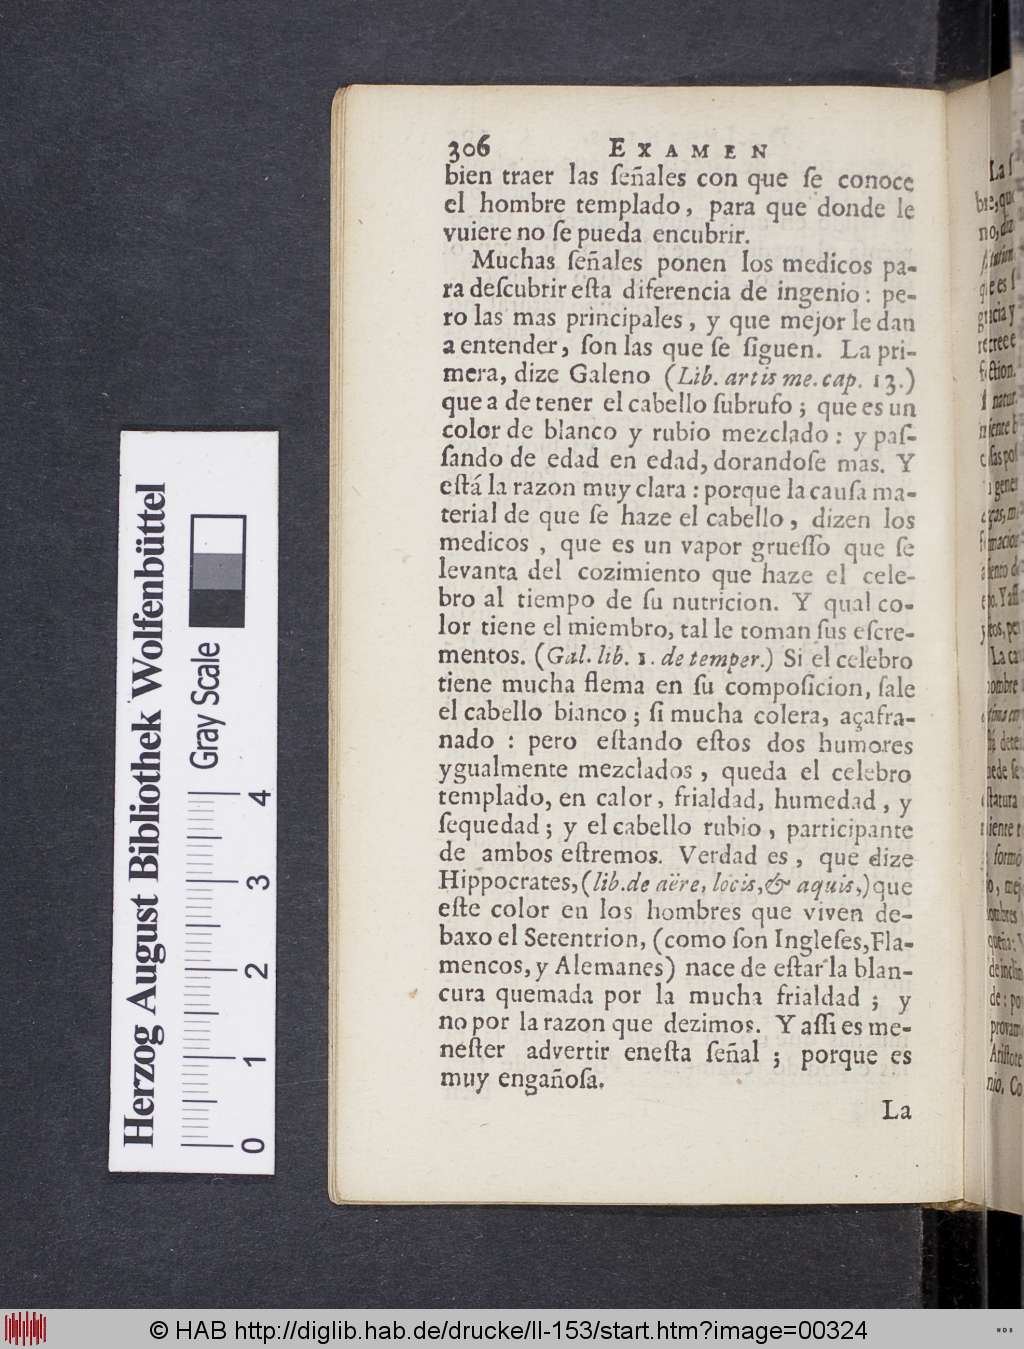 306 EXAMEN
bien traer las ſeñales con que ſe conoce
el hombre templado, para que donde le
vuiere no ſe pueda encubrir.
Muchas ſeñales ponen los medicos pa-
ra deſcubrir eſta diferencia de ingenio: pe-
ro las mas principales, y que mejor le dan
a entender, ſon las que ſe ſiguen. La pri-
mera, dize Galeno (Lib. artis me. cap. 13.)
que a de tener el cabello ſubrufo; que es un
color de blanco y rubio mezclado: y paſ-
ſando de edad en edad, dorandoſe mas. Y
eſtá la razon muy clara: porque la cauſa ma-
terial de que ſe haze el cabello, dizen los
medicos, que es un vapor grueſſo que ſe
levanta del cozimiento que haze el cele-
bro al tiempo de ſu nutricion. Y qual co-
lor tiene el miembro, tal le toman ſus eſcre-
mentos. (Gal. lib. 1. de temper.) Si el celebro
tiene mucha flema en ſu compoſicion, ſale
el cabello bianco; ſi mucha colera, açafra-
nado: pero eſtando eſtos dos humores
ygualmente mezclados, queda el celebro
templado, en calor, frialdad, humedad, y
ſequedad; y el cabello rubio, participante
de ambos eſtremos. Verdad es, que dize
Hippocrates, (lib. de aëre, locis, & aquis,) que
eſte color en los hombres que viven de-
baxo el Setentrion, (como ſon Ingleſes, Fla-
mencos, y Alemanes) nace de eſtar la blan-
cura quemada por la mucha frialdad; y
no por la razon que dezimos. Y aſſi es me-
neſter advertir eneſta ſeñal; porque es
muy engañoſa.
La
Herzog August Bibliothek Wolfenbüttel
Gray Scale
0 1 2 3 4
© HAB http://diglib.hab.de/drucke/ll-153/start.htm?image=00324